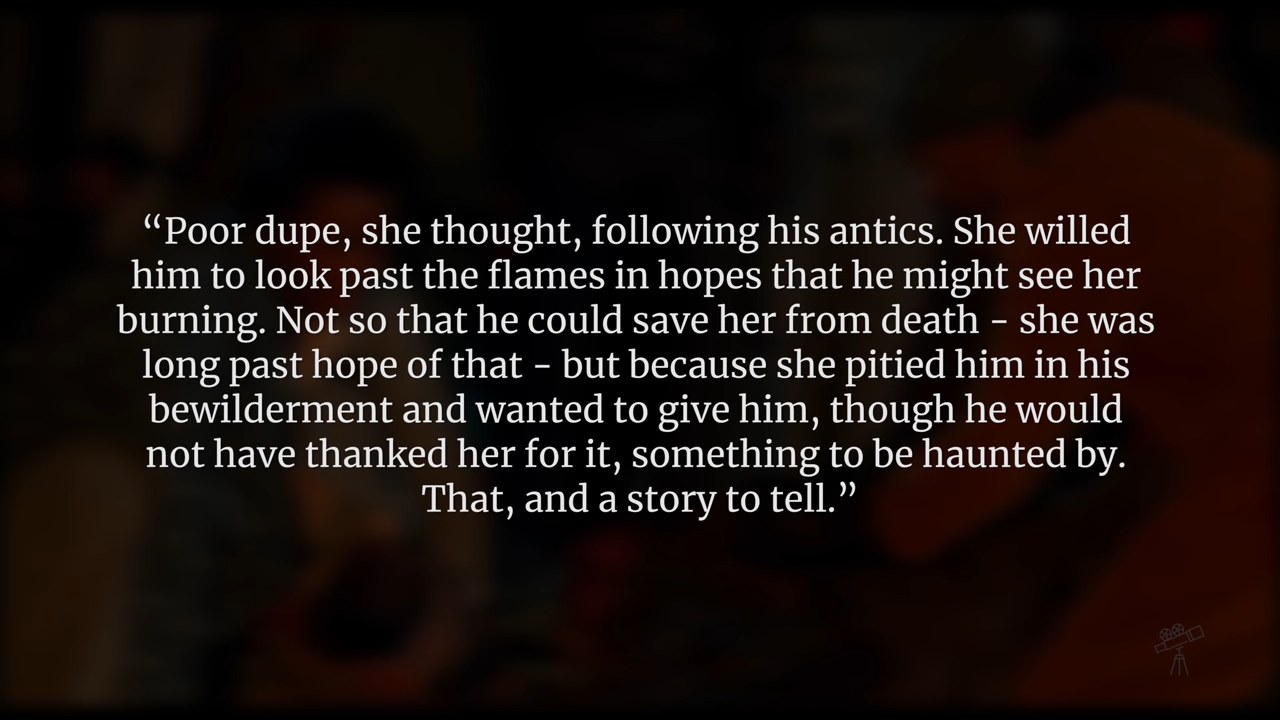 “Poor dupe, she thought, following his antics. She willed
him to look past the flames in hopes that he might see her
burning. Not so that he could save her from death - she was
long past hope of that - but because she pitied him in his
bewilderment and wanted to give him, though he would
not have thanked her for it, something to be haunted by.
That, and a story to tell.”